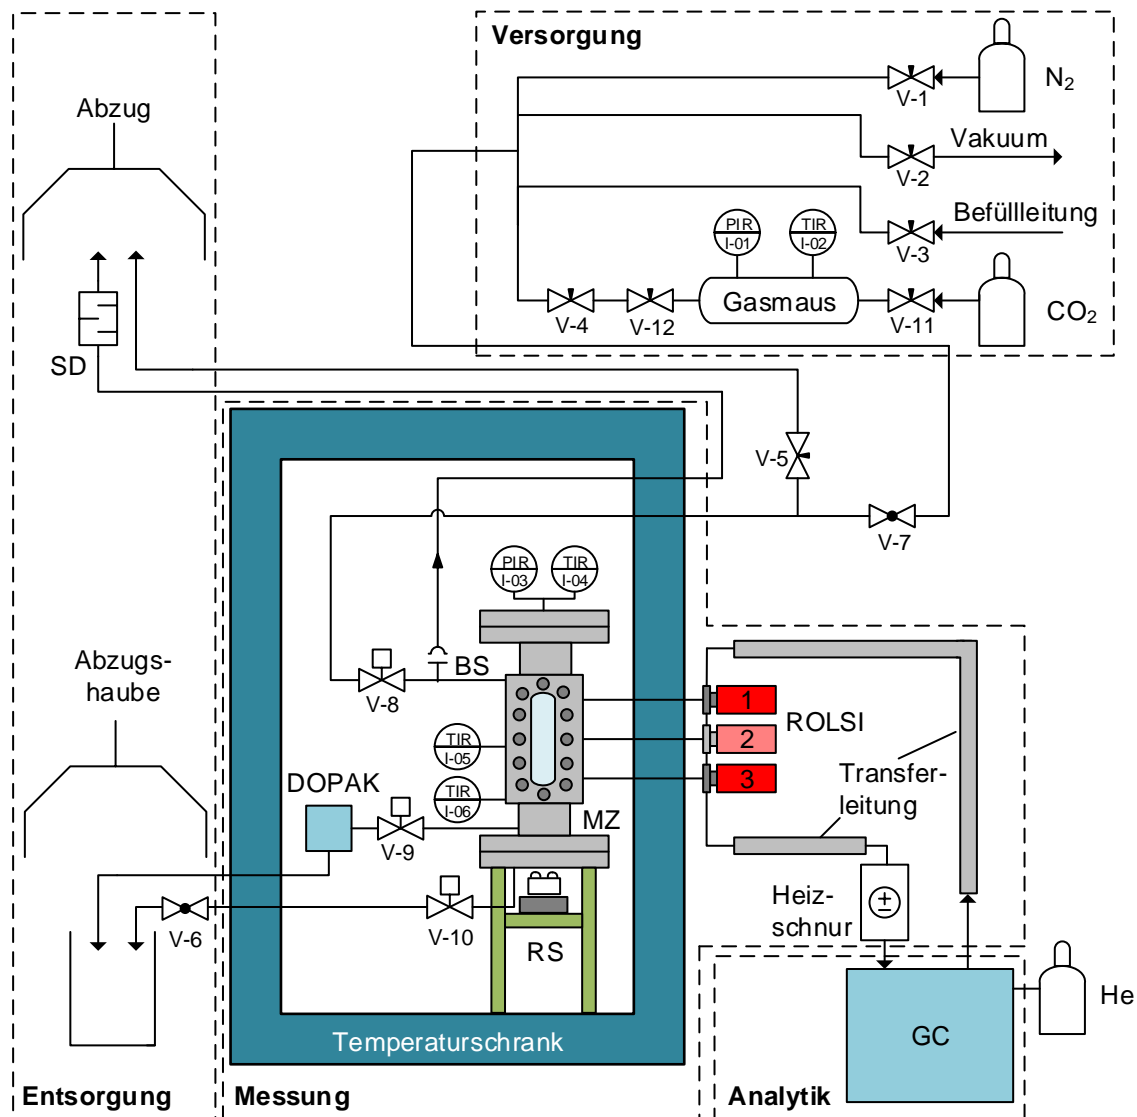 Versorgung
N2
V-1
Abzug
Vakuum
V-2
Befüllleitung
PIR
I-01
TIR
I-02
V-3
Gasmaus
CO2
V-4
V-12
V-11
SD
V-5
V-7
PIR
I-03
TIR
I-04
Abzugs-
haube
BS
V-8
1
ROLSI
2
TIR
I-05
3
Transfer-
leitung
DOPAK
TIR
I-06
MZ
V-9
Heiz-
schnur
±
V-6
V-10
RS
He
GC
Temperaturschrank
Entsorgung
Messung
Analytik